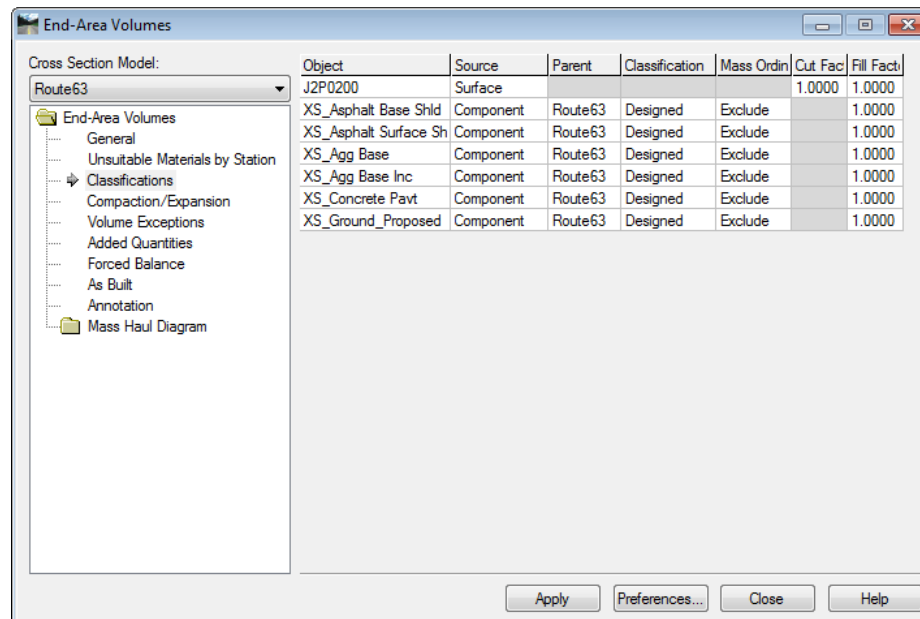 End-Area Volumes
Cross Section Model:
Route63
End-Area Volumes
General
Unsuitable Materials by Station
Classifications
Compaction/Expansion
Volume Exceptions
Added Quantities
Forced Balance
As Built
Annotation
Mass Haul Diagram
Object Source Parent Classification Mass Ordin Cut Fac Fill Fact
J2P0200 Surface 1.0000 1.0000
XS_Asphalt Base Shld Component Route63 Designed Exclude 1.0000
XS_Asphalt Surface Sh Component Route63 Designed Exclude 1.0000
XS_Agg Base Component Route63 Designed Exclude 1.0000
XS_Agg Base Inc Component Route63 Designed Exclude 1.0000
XS_Concrete Pavt Component Route63 Designed Exclude 1.0000
XS_Ground_Proposed Component Route63 Designed Exclude 1.0000
Apply Preferences... Close Help